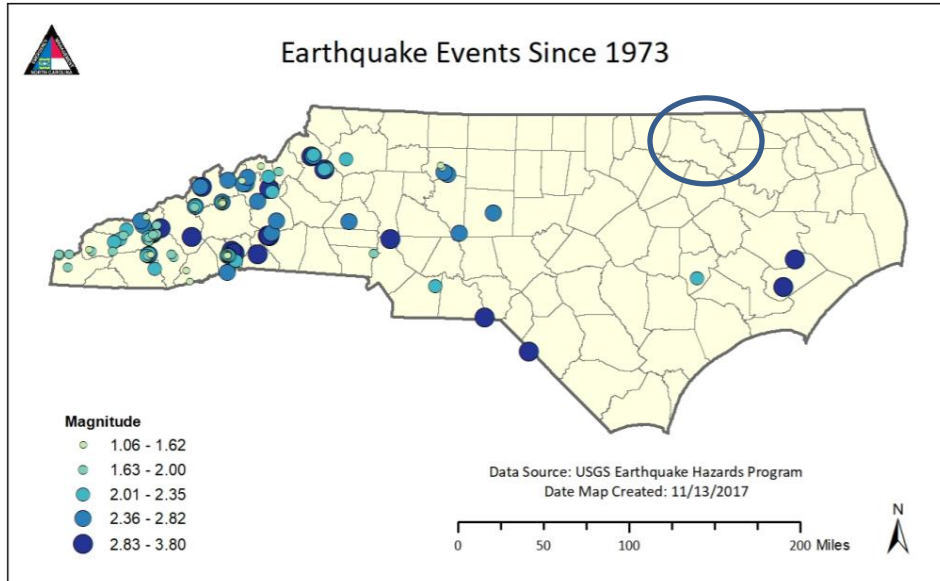 Earthquake Events Since 1973
NORTH CAROLINA
Magnitude
1.06 - 1.62
1.63 - 2.00
2.01 - 2.35
2.36 - 2.82
2.83 - 3.80
Data Source: USGS Earthquake Hazards Program
Date Map Created: 11/13/2017
N
0 50 100 200 Miles